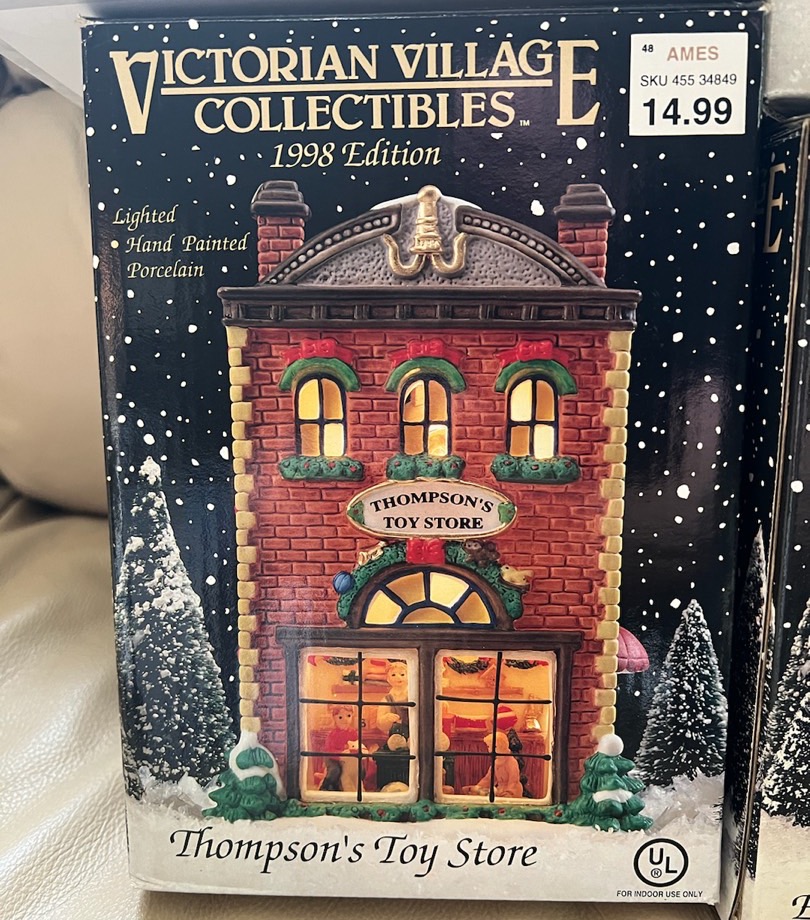 VICTORIAN VILLAGE
COLLECTIBLES™
1998 Edition
48 AMES
SKU 455 34849
14.99
Lighted
Hand Painted
Porcelain
THOMPSON'S
TOY STORE
Thompson's Toy Store
UL
®
FOR INDOOR USE ONLY
E